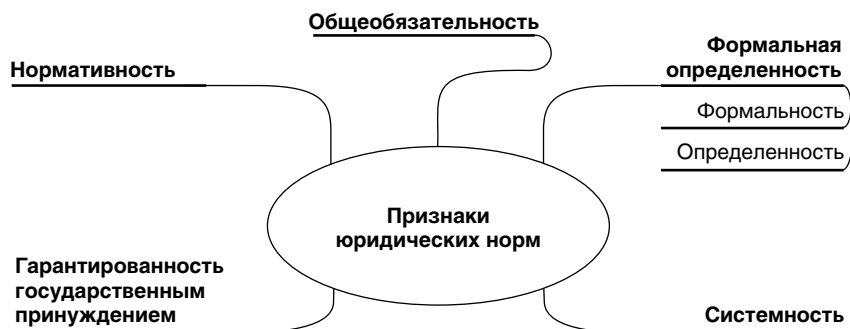 Общеобязательность
Нормативность
Формальная
определенность
Формальность
Определенность
Признаки
юридических норм
Гарантированность
государственным
принуждением
Системность